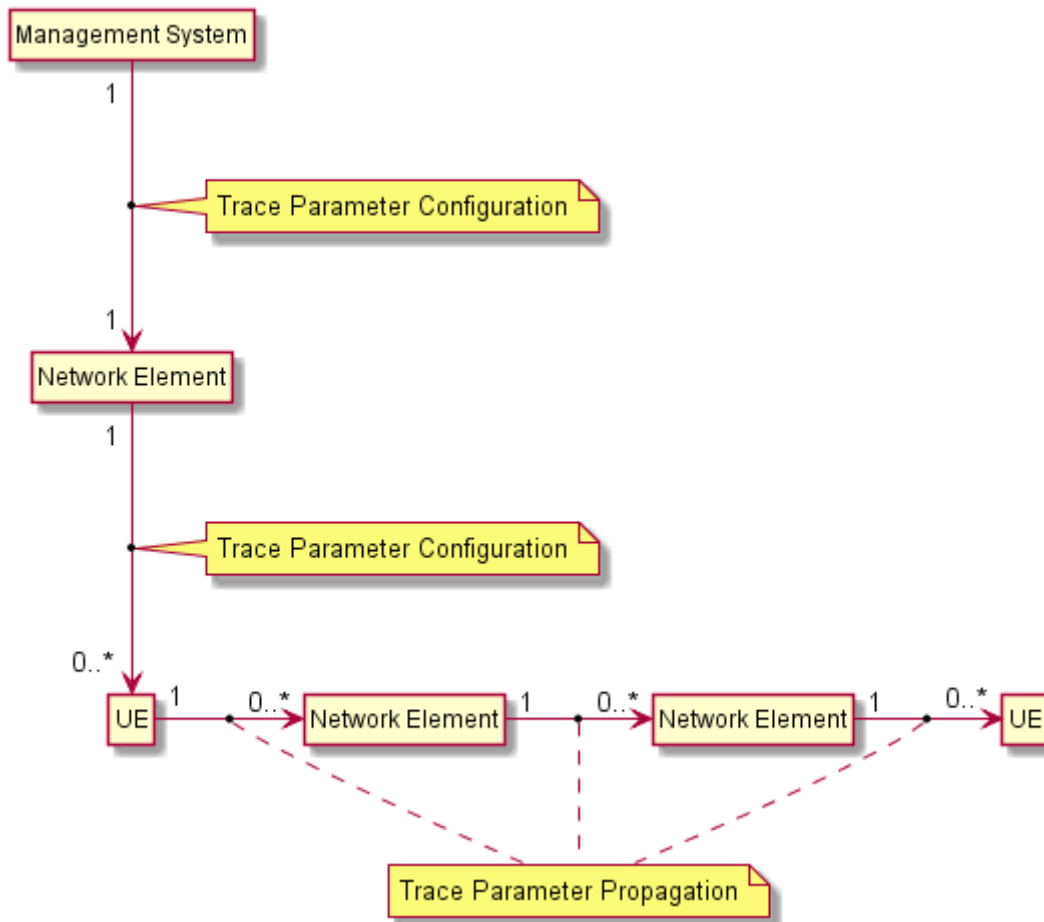 Management System
1
Trace Parameter Configuration
1
Network Element
1
Trace Parameter Configuration
0..*
UE
1
0..*
Network Element
1
0..*
Network Element
1
0..*
UE
Trace Parameter Propagation